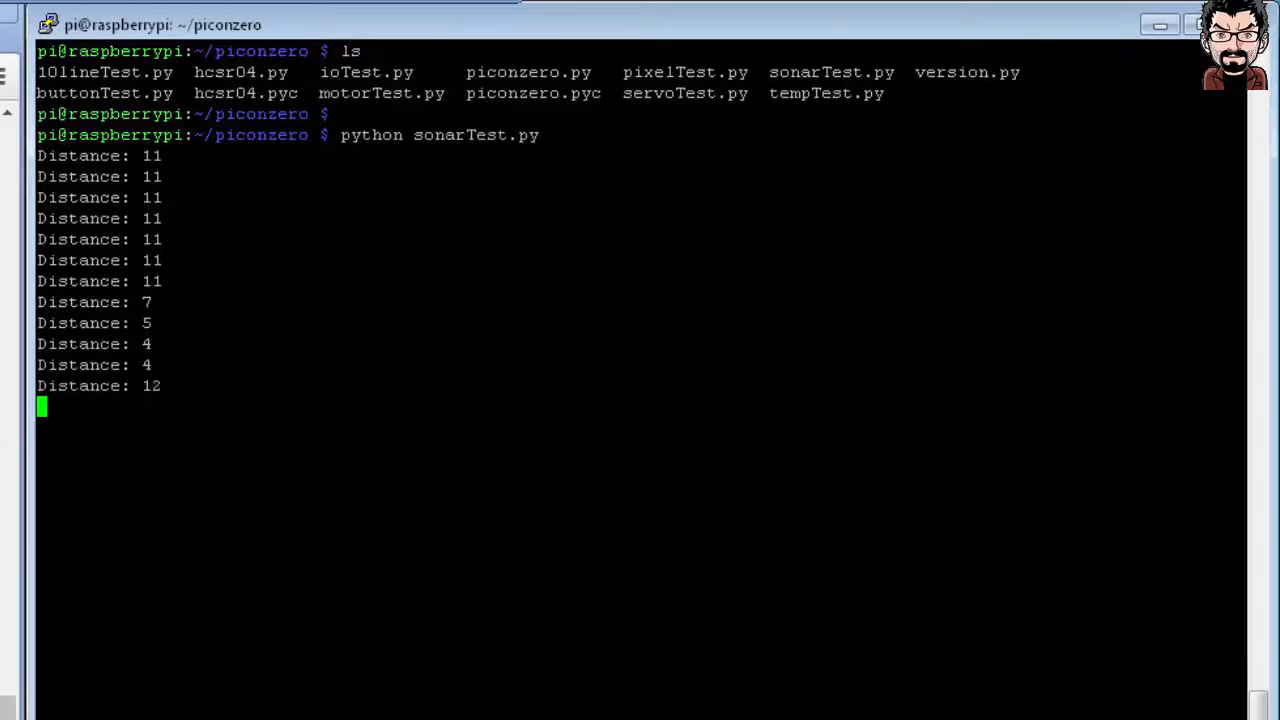 pi@raspberrypi: ~/piconzero
pi@raspberrypi:~/piconzero $ ls
10lineTest.py hcsr04.py ioTest.py piconzero.py pixelTest.py sonarTest.py version.py
buttonTest.py hcsr04.pyc motorTest.py piconzero.pyc servoTest.py tempTest.py
pi@raspberrypi:~/piconzero $
pi@raspberrypi:~/piconzero $ python sonarTest.py
Distance: 11
Distance: 11
Distance: 11
Distance: 11
Distance: 11
Distance: 11
Distance: 11
Distance: 7
Distance: 5
Distance: 4
Distance: 4
Distance: 12